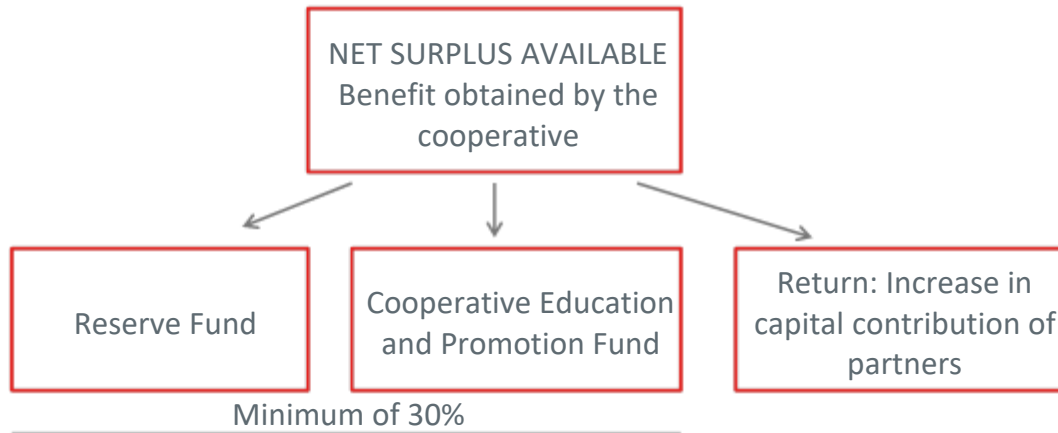 NET SURPLUS AVAILABLE
Benefit obtained by the
cooperative
Reserve Fund
Cooperative Education
and Promotion Fund
Return: Increase in
capital contribution of
partners
Minimum of 30%